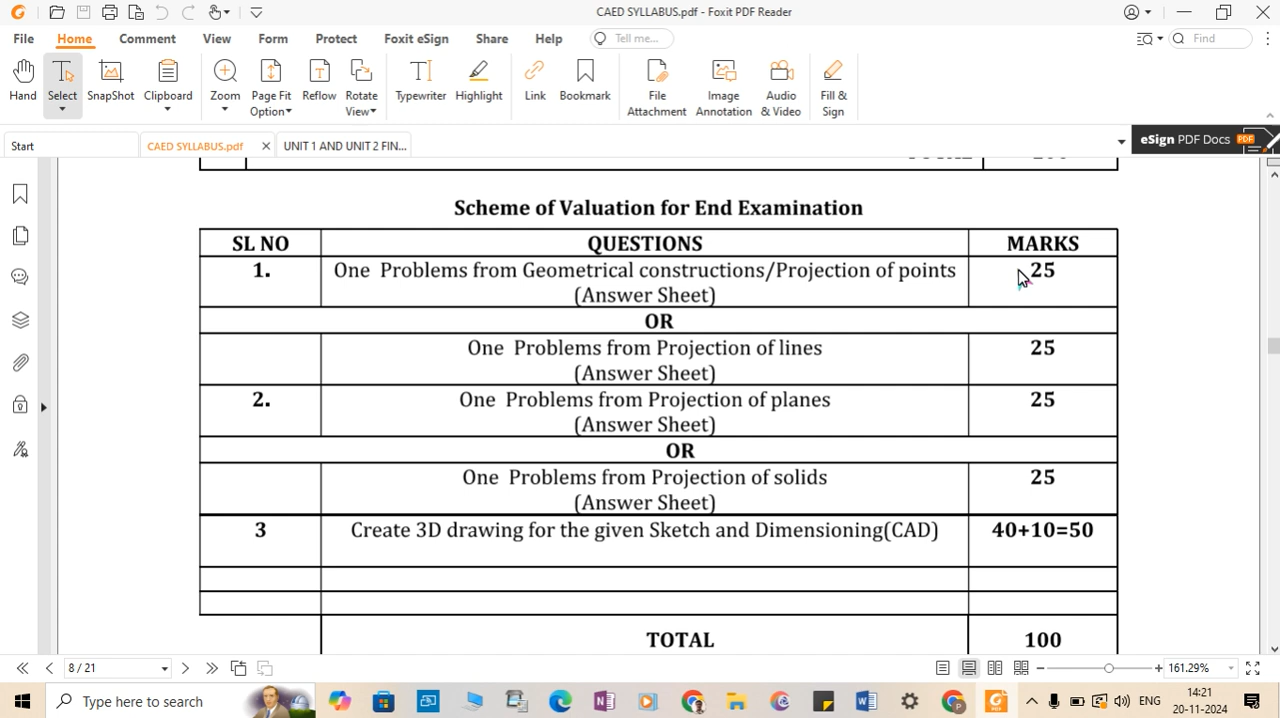 CAED SYLLABUS.pdf - Foxit PDF Reader
File Home Comment View Form Protect Foxit eSign Share Help Tell me... Find
Hand Select SnapShot Clipboard Zoom Page Fit Option Reflow Rotate View Typewriter Highlight Link Bookmark File Attachment Image Annotation Audio & Video Fill & Sign
Start CAED SYLLABUS.pdf UNIT 1 AND UNIT 2 FIN... eSign PDF Docs PDF
Scheme of Valuation for End Examination
SL NO QUESTIONS MARKS
1. One Problems from Geometrical constructions/Projection of points 25
(Answer Sheet)
OR
One Problems from Projection of lines 25
(Answer Sheet)
2. One Problems from Projection of planes 25
(Answer Sheet)
OR
One Problems from Projection of solids 25
(Answer Sheet)
3 Create 3D drawing for the given Sketch and Dimensioning(CAD) 40+10=50
TOTAL 100
8 / 21 161.29%
Type here to search ENG 14:21
20-11-2024